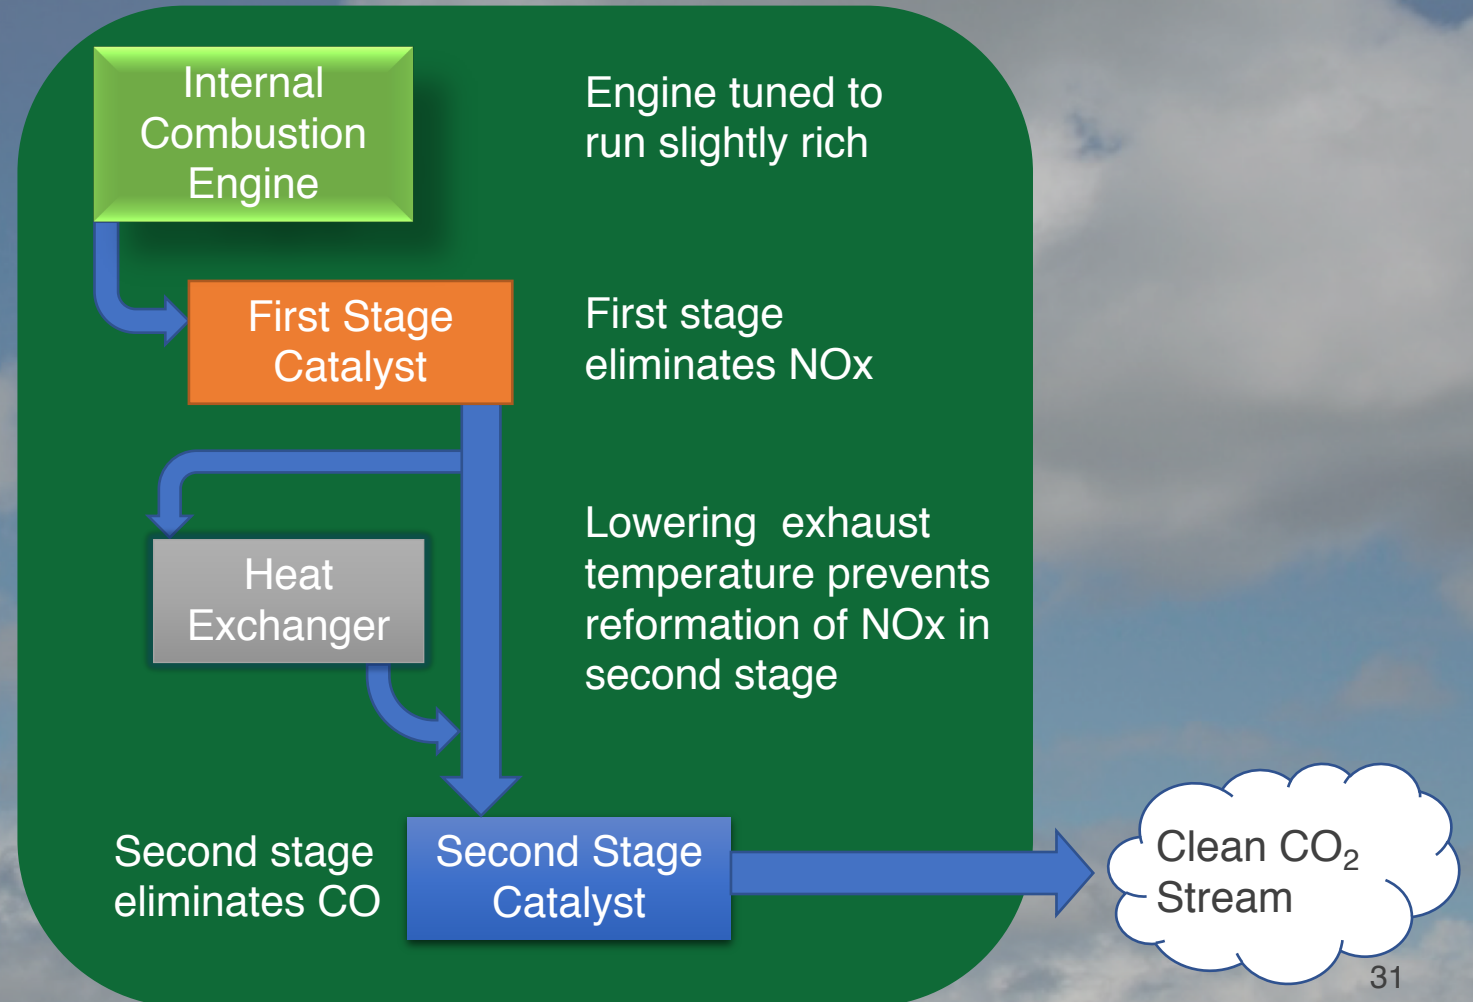 Internal
Combustion
Engine
Engine tuned to
run slightly rich
First Stage
Catalyst
First stage
eliminates NOx
Heat
Exchanger
Lowering  exhaust
temperature prevents
reformation of NOx in
second stage
Second stage
eliminates CO
Second Stage
Catalyst
Clean CO₂
Stream
31